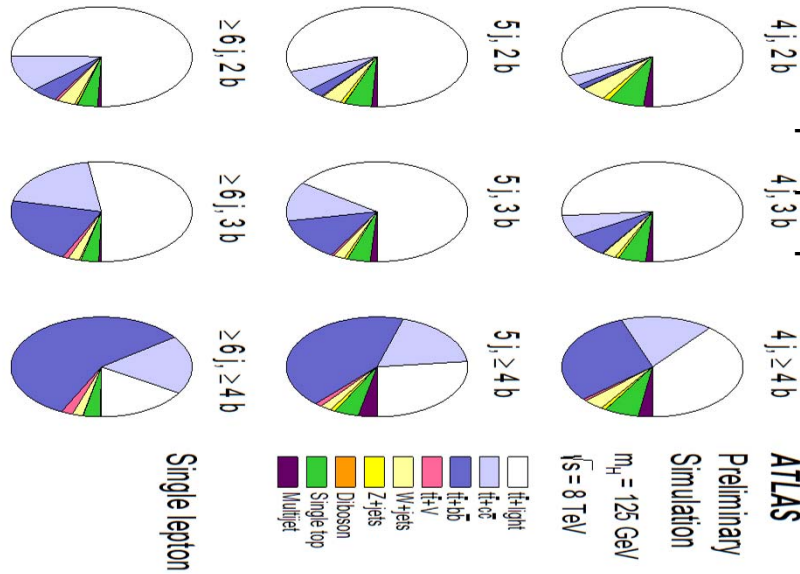 4 j, 2 b
4 j, 3 b
4 j, ≥ 4 b
5 j, 2 b
5 j, 3 b
5 j, ≥ 4 b
≥ 6 j, 2 b
≥ 6 j, 3 b
≥ 6 j, ≥ 4 b
ATLAS
Preliminary
Simulation
m_H = 125 GeV
√s = 8 TeV
tt̄+light
tt̄+cc̄
tt̄+bb̄
tt̄+V
W+jets
Z+jets
Diboson
Single top
Multijet
Single lepton